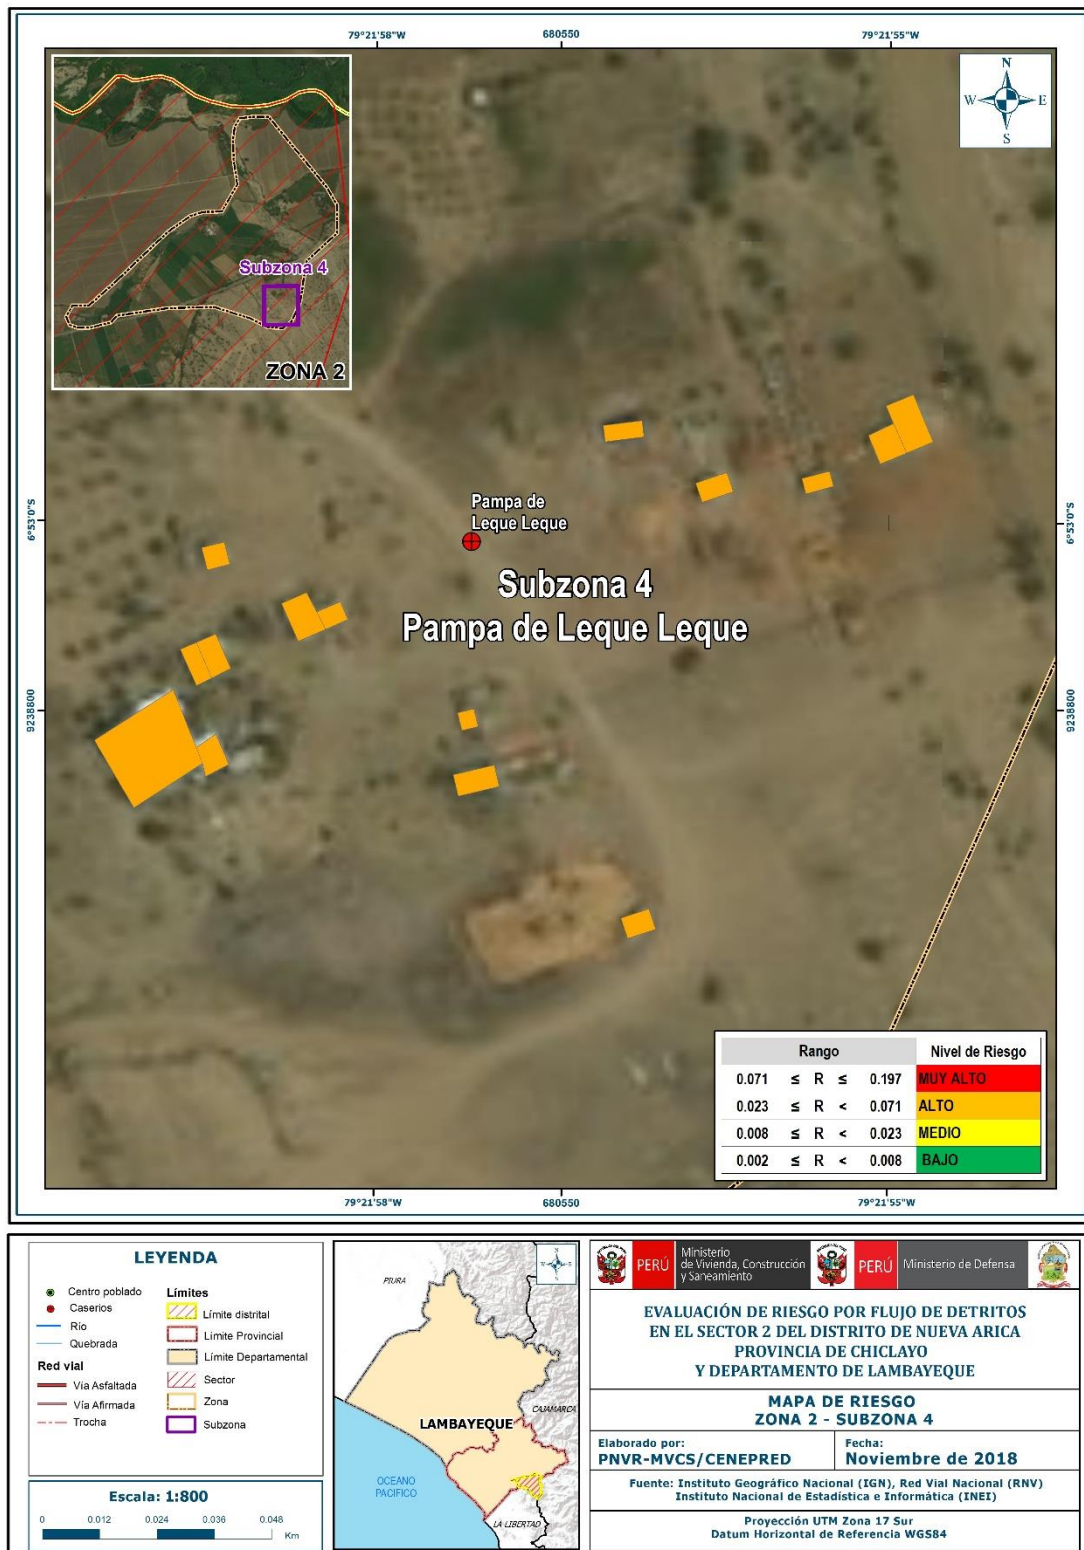 79°21'58"W
680550
79°21'55"W
N
W
E
S
Subzona 4
ZONA 2
Pampa de
Leque Leque
Subzona 4
Pampa de Leque Leque
6°53'0"S
6°53'0"S
9238800
9238800
Rango Nivel de Riesgo
0.071 ≤ R ≤ 0.197 MUY ALTO
0.023 ≤ R < 0.071 ALTO
0.008 ≤ R < 0.023 MEDIO
0.002 ≤ R < 0.008 BAJO
79°21'58"W
680550
79°21'55"W
LEYENDA
Centro poblado
Caserios
Río
Quebrada
Red vial
Vía Asfaltada
Vía Afirmada
Trocha
Límites
Límite distrital
Limite Provincial
Límite Departamental
Sector
Zona
Subzona
Escala: 1:800
0 0.012 0.024 0.036 0.048
Km
PIURA
CAJAMARCA
LAMBAYEQUE
OCEANO
PACIFICO
LA LIBERTAD
PERÚ
Ministerio
de Vivienda, Construcción
y Saneamiento
PERÚ
Ministerio de Defensa
EVALUACIÓN DE RIESGO POR FLUJO DE DETRITOS
EN EL SECTOR 2 DEL DISTRITO DE NUEVA ARICA
PROVINCIA DE CHICLAYO
Y DEPARTAMENTO DE LAMBAYEQUE
MAPA DE RIESGO
ZONA 2 - SUBZONA 4
Elaborado por:
PNVR-MVCS/CENEPRED
Fecha:
Noviembre de 2018
Fuente: Instituto Geográfico Nacional (IGN), Red Vial Nacional (RNV)
Instituto Nacional de Estadística e Informática (INEI)
Proyección UTM Zona 17 Sur
Datum Horizontal de Referencia WGS84